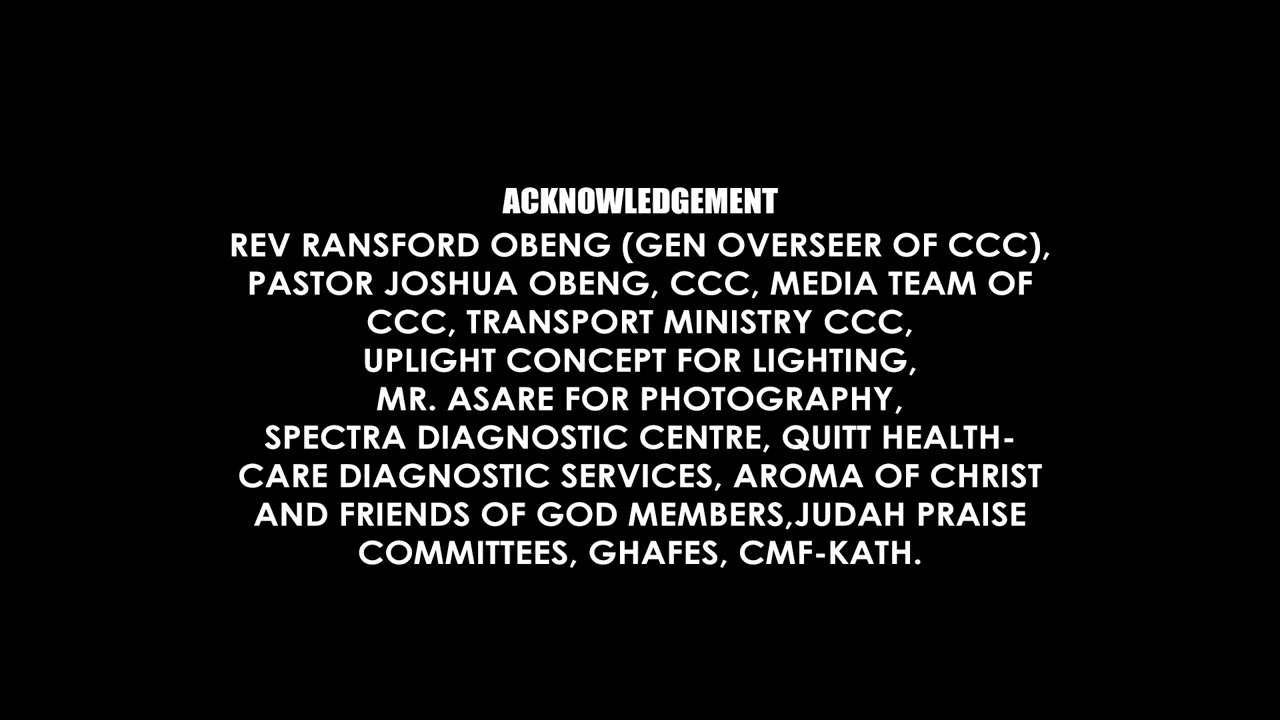 ACKNOWLEDGEMENT
REV RANSFORD OBENG (GEN OVERSEER OF CCC),
PASTOR JOSHUA OBENG, CCC, MEDIA TEAM OF
CCC, TRANSPORT MINISTRY CCC,
UPLIGHT CONCEPT FOR LIGHTING,
MR. ASARE FOR PHOTOGRAPHY,
SPECTRA DIAGNOSTIC CENTRE, QUITT HEALTH-
CARE DIAGNOSTIC SERVICES, AROMA OF CHRIST
AND FRIENDS OF GOD MEMBERS,JUDAH PRAISE
COMMITTEES, GHAFES, CMF-KATH.